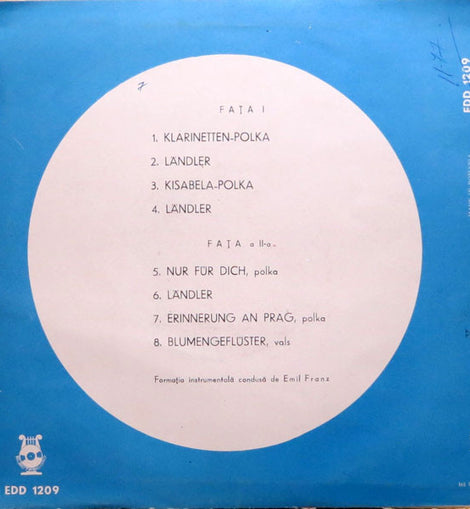 FAȚA I
1. KLARINETTEN-POLKA
2. LÄNDLER
3. KISABELA-POLKA
4. LÄNDLER
FAȚA a II-a.
5. NUR FÜR DICH, polka
6. LÄNDLER
7. ERINNERUNG AN PRAG, polka
8. BLUMENGEFLÜSTER, vals
Formația instrumentală condusă de Emil Franz
EDD 1209
EDD 1209